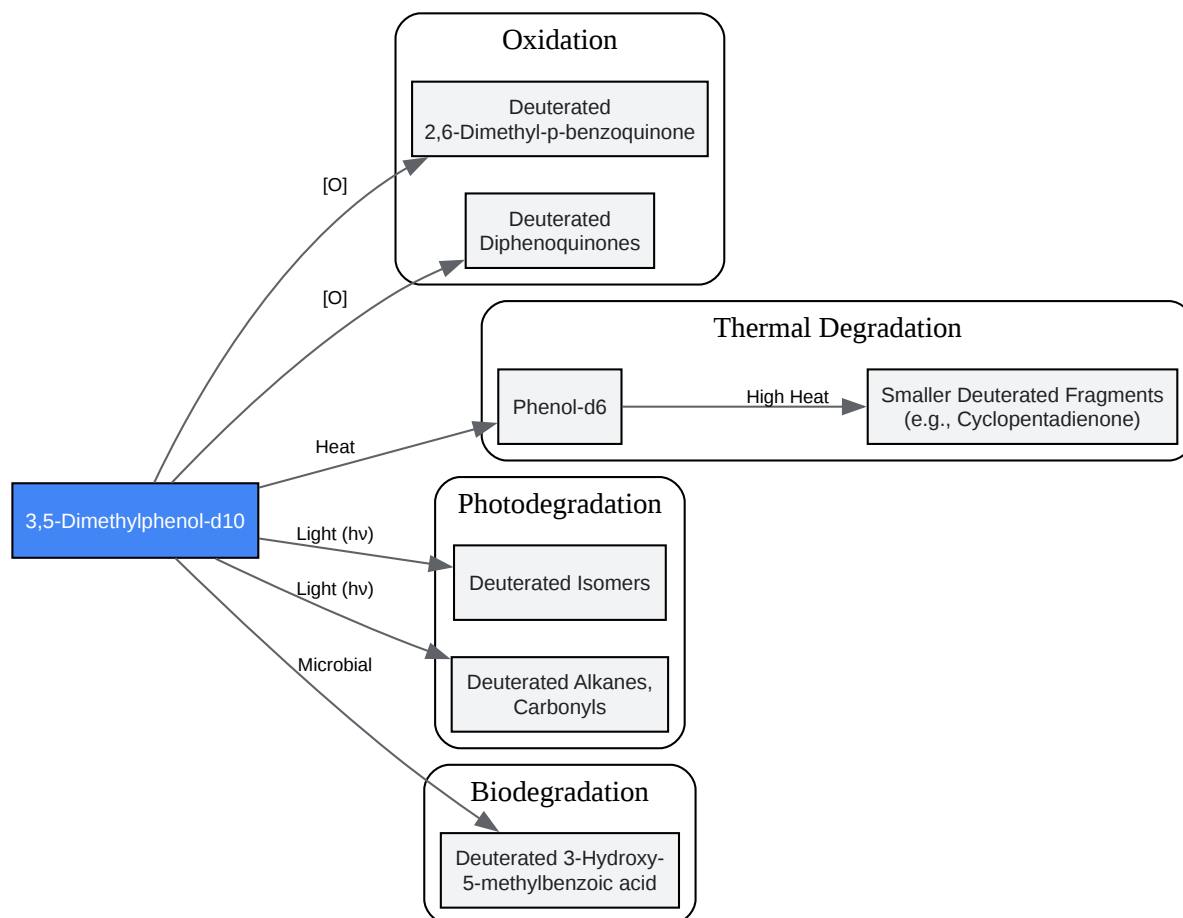 Oxidation
Deuterated
2,6-Dimethyl-p-benzoquinone
[O]
Deuterated
Diphenoquinones
[O]
Thermal Degradation
Phenol-d6
High Heat
Smaller Deuterated Fragments
(e.g., Cyclopentadienone)
Heat
3,5-Dimethylphenol-d10
Photodegradation
Light (hν)
Deuterated Isomers
Light (hν)
Deuterated Alkanes,
Carbonyls
Microbial
Biodegradation
Deuterated 3-Hydroxy-
5-methylbenzoic acid